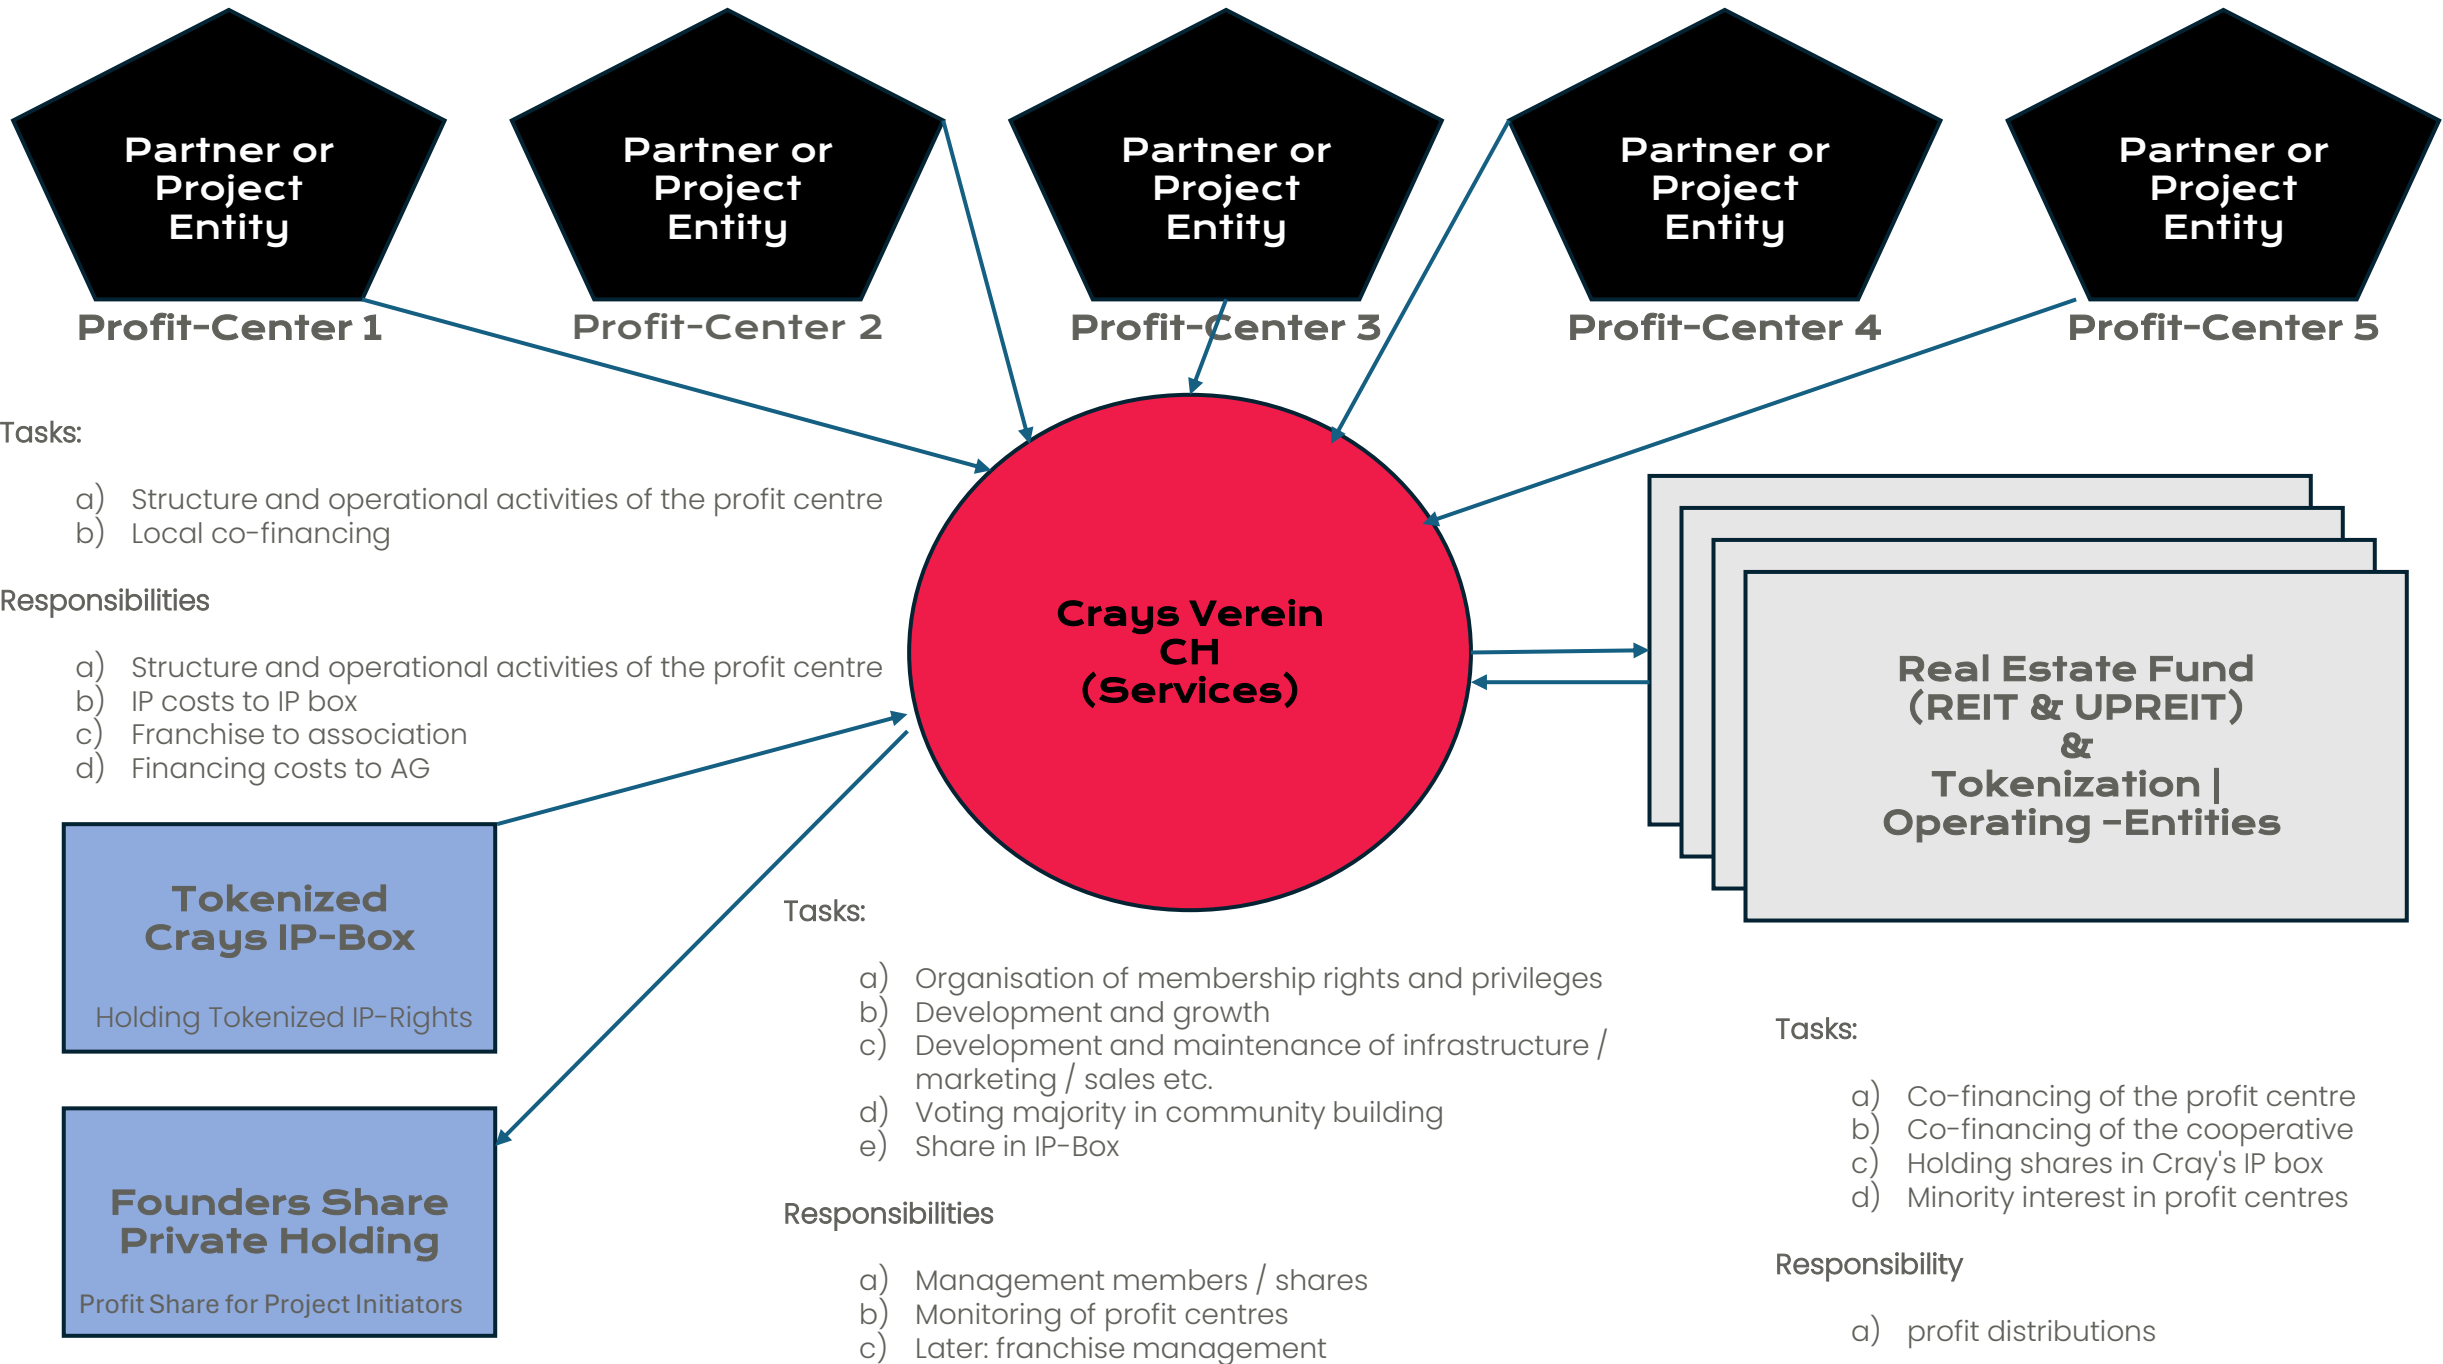 Partner or
Project
Entity
Partner or
Project
Entity
Partner or
Project
Entity
Partner or
Project
Entity
Partner or
Project
Entity
Profit-Center 1
Profit-Center 2
Profit-Center 3
Profit-Center 4
Profit-Center 5
Tasks:
a) Structure and operational activities of the profit centre
b) Local co-financing
Responsibilities
a) Structure and operational activities of the profit centre
b) IP costs to IP box
c) Franchise to association
d) Financing costs to AG
Crays Verein
CH
(Services)
Real Estate Fund
(REIT & UPREIT)
&
Tokenization |
Operating -Entities
Tokenized
Crays IP-Box
Holding Tokenized IP-Rights
Founders Share
Private Holding
Profit Share for Project Initiators
Tasks:
a) Organisation of membership rights and privileges
b) Development and growth
c) Development and maintenance of infrastructure /
marketing / sales etc.
d) Voting majority in community building
e) Share in IP-Box
Responsibilities
a) Management members / shares
b) Monitoring of profit centres
c) Later: franchise management
Tasks:
a) Co-financing of the profit centre
b) Co-financing of the cooperative
c) Holding shares in Cray's IP box
d) Minority interest in profit centres
Responsibility
a) profit distributions